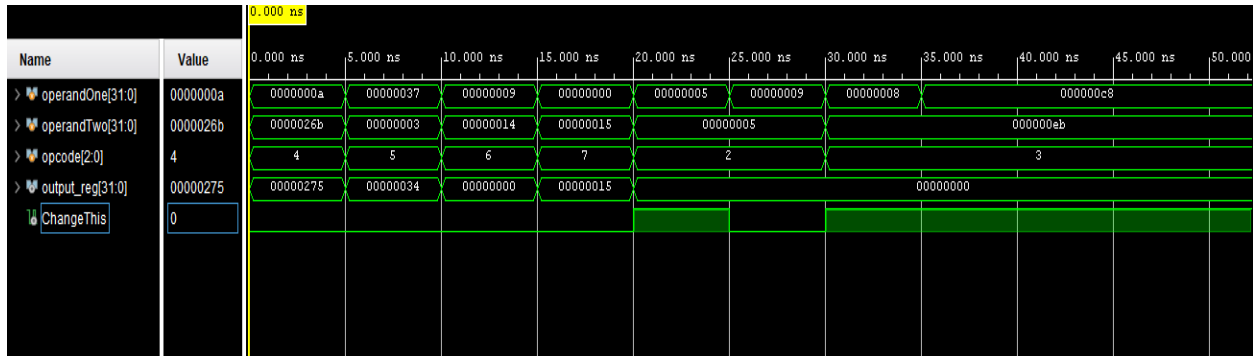 0.000 ns
Name Value 0.000 ns 5.000 ns 10.000 ns 15.000 ns 20.000 ns 25.000 ns 30.000 ns 35.000 ns 40.000 ns 45.000 ns 50.000
operandOne[31:0] 0000000a 0000000a 00000037 00000009 00000000 00000005 00000009 00000008 000000c8
operandTwo[31:0] 0000026b 0000026b 00000003 00000014 00000015 00000005 000000eb
opcode[2:0] 4 4 5 6 7 2 3
output_reg[31:0] 00000275 00000275 00000034 00000000 00000015 00000000
ChangeThis 0